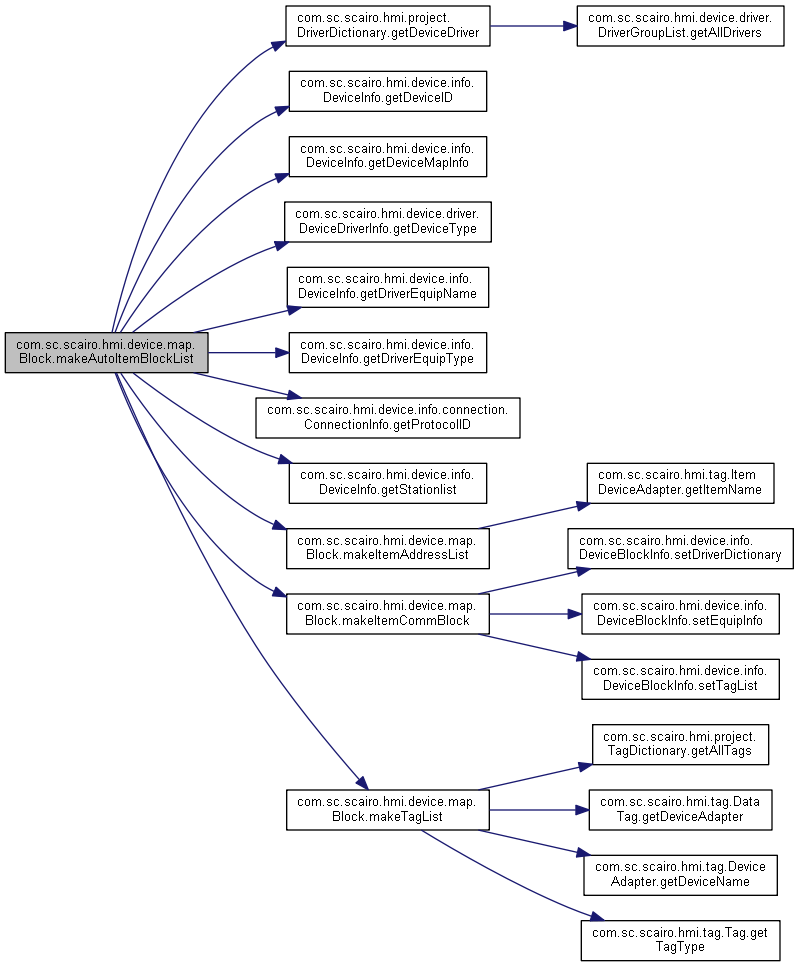 com.sc.scairo.hmi.project.
DriverDictionary.getDeviceDriver
com.sc.scairo.hmi.device.driver.
DriverGroupList.getAllDrivers
com.sc.scairo.hmi.device.info.
DeviceInfo.getDeviceID
com.sc.scairo.hmi.device.info.
DeviceInfo.getDeviceMapInfo
com.sc.scairo.hmi.device.driver.
DeviceDriverInfo.getDeviceType
com.sc.scairo.hmi.device.info.
DeviceInfo.getDriverEquipName
com.sc.scairo.hmi.device.map.
Block.makeAutoItemBlockList
com.sc.scairo.hmi.device.info.
DeviceInfo.getDriverEquipType
com.sc.scairo.hmi.device.info.connection.
ConnectionInfo.getProtocolID
com.sc.scairo.hmi.device.info.
DeviceInfo.getStationlist
com.sc.scairo.hmi.tag.Item
DeviceAdapter.getItemName
com.sc.scairo.hmi.device.map.
Block.makeItemAddressList
com.sc.scairo.hmi.device.info.
DeviceBlockInfo.setDriverDictionary
com.sc.scairo.hmi.device.map.
Block.makeItemCommBlock
com.sc.scairo.hmi.device.info.
DeviceBlockInfo.setEquipInfo
com.sc.scairo.hmi.device.info.
DeviceBlockInfo.setTagList
com.sc.scairo.hmi.project.
TagDictionary.getAllTags
com.sc.scairo.hmi.device.map.
Block.makeTagList
com.sc.scairo.hmi.tag.Data
Tag.getDeviceAdapter
com.sc.scairo.hmi.tag.Device
Adapter.getDeviceName
com.sc.scairo.hmi.tag.Tag.get
TagType